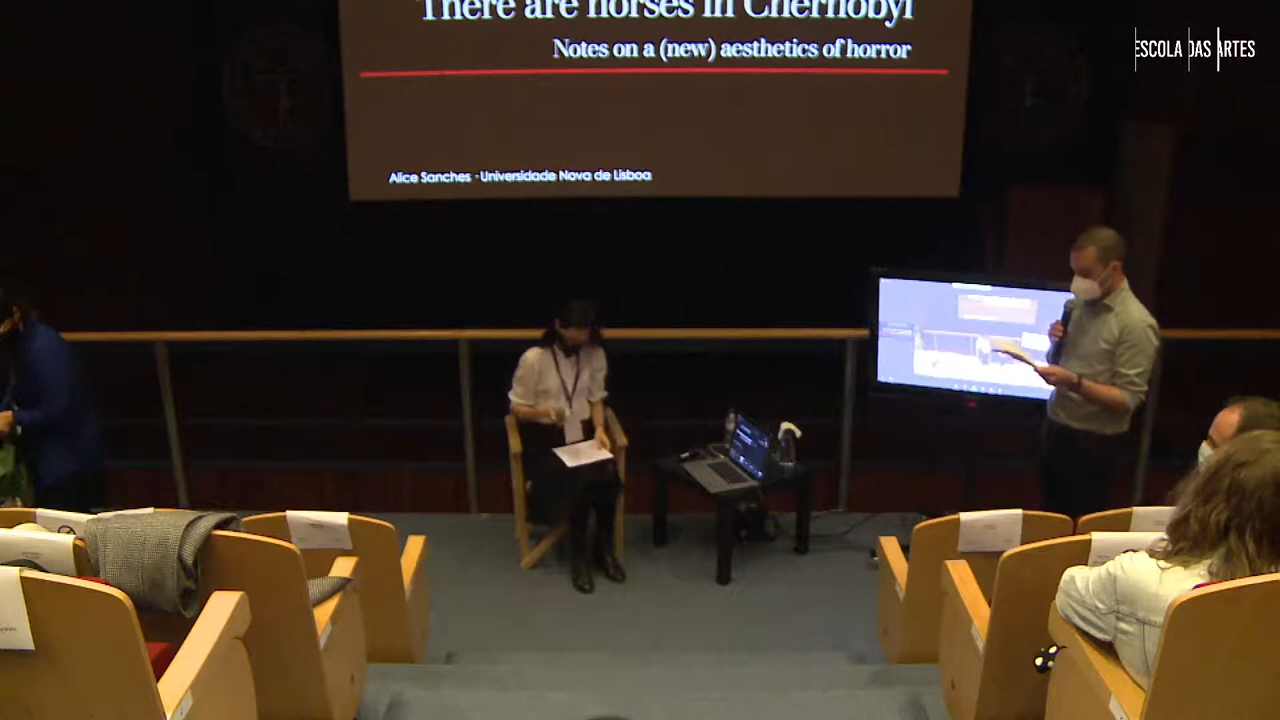 There are horses in Chernobyl
Notes on a (new) aesthetics of horror
Alice Sanches · Universidade Nova de Lisboa
ESCOLA DAS ARTES